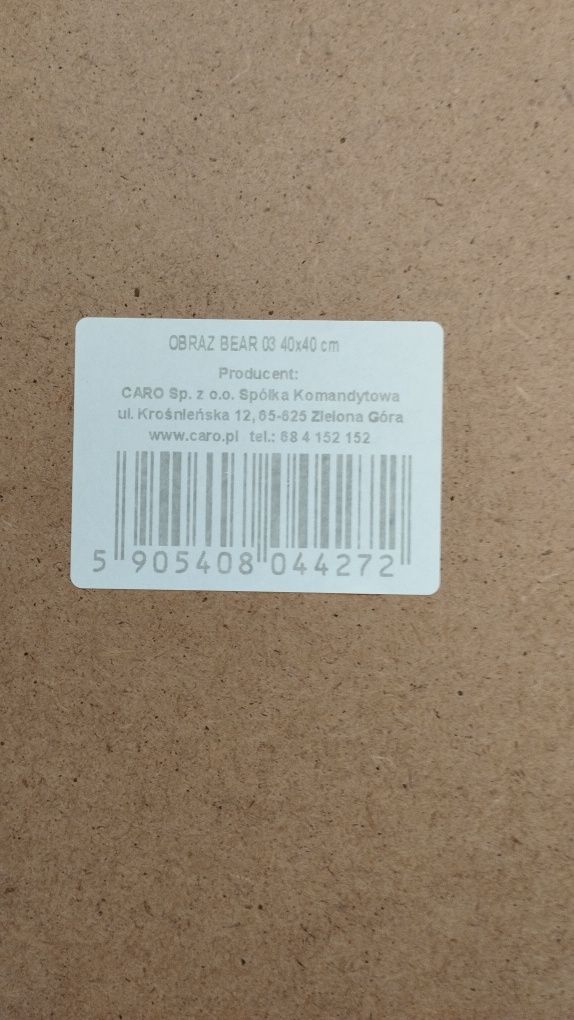 OBRAZ BEAR 03 40x40 cm
Producent:
CARO Sp. z o.o. Spółka Komandytowa
ul. Krośnieńska 12, 65-625 Zielona Góra
www.caro.pl tel.: 68 4 152 152
5 905408 044272